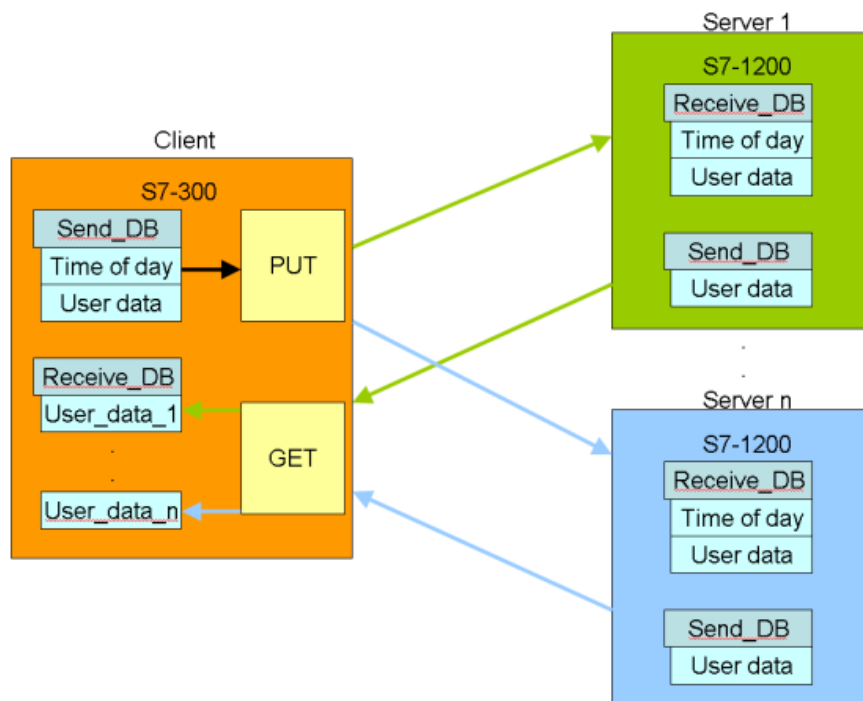 Client
S7-300
Send_DB
Time of day
User data
PUT
Receive_DB
User_data_1
.
.
User_data_n
GET
Server 1
S7-1200
Receive_DB
Time of day
User data
Send_DB
User data
.
.
Server n
S7-1200
Receive_DB
Time of day
User data
Send_DB
User data